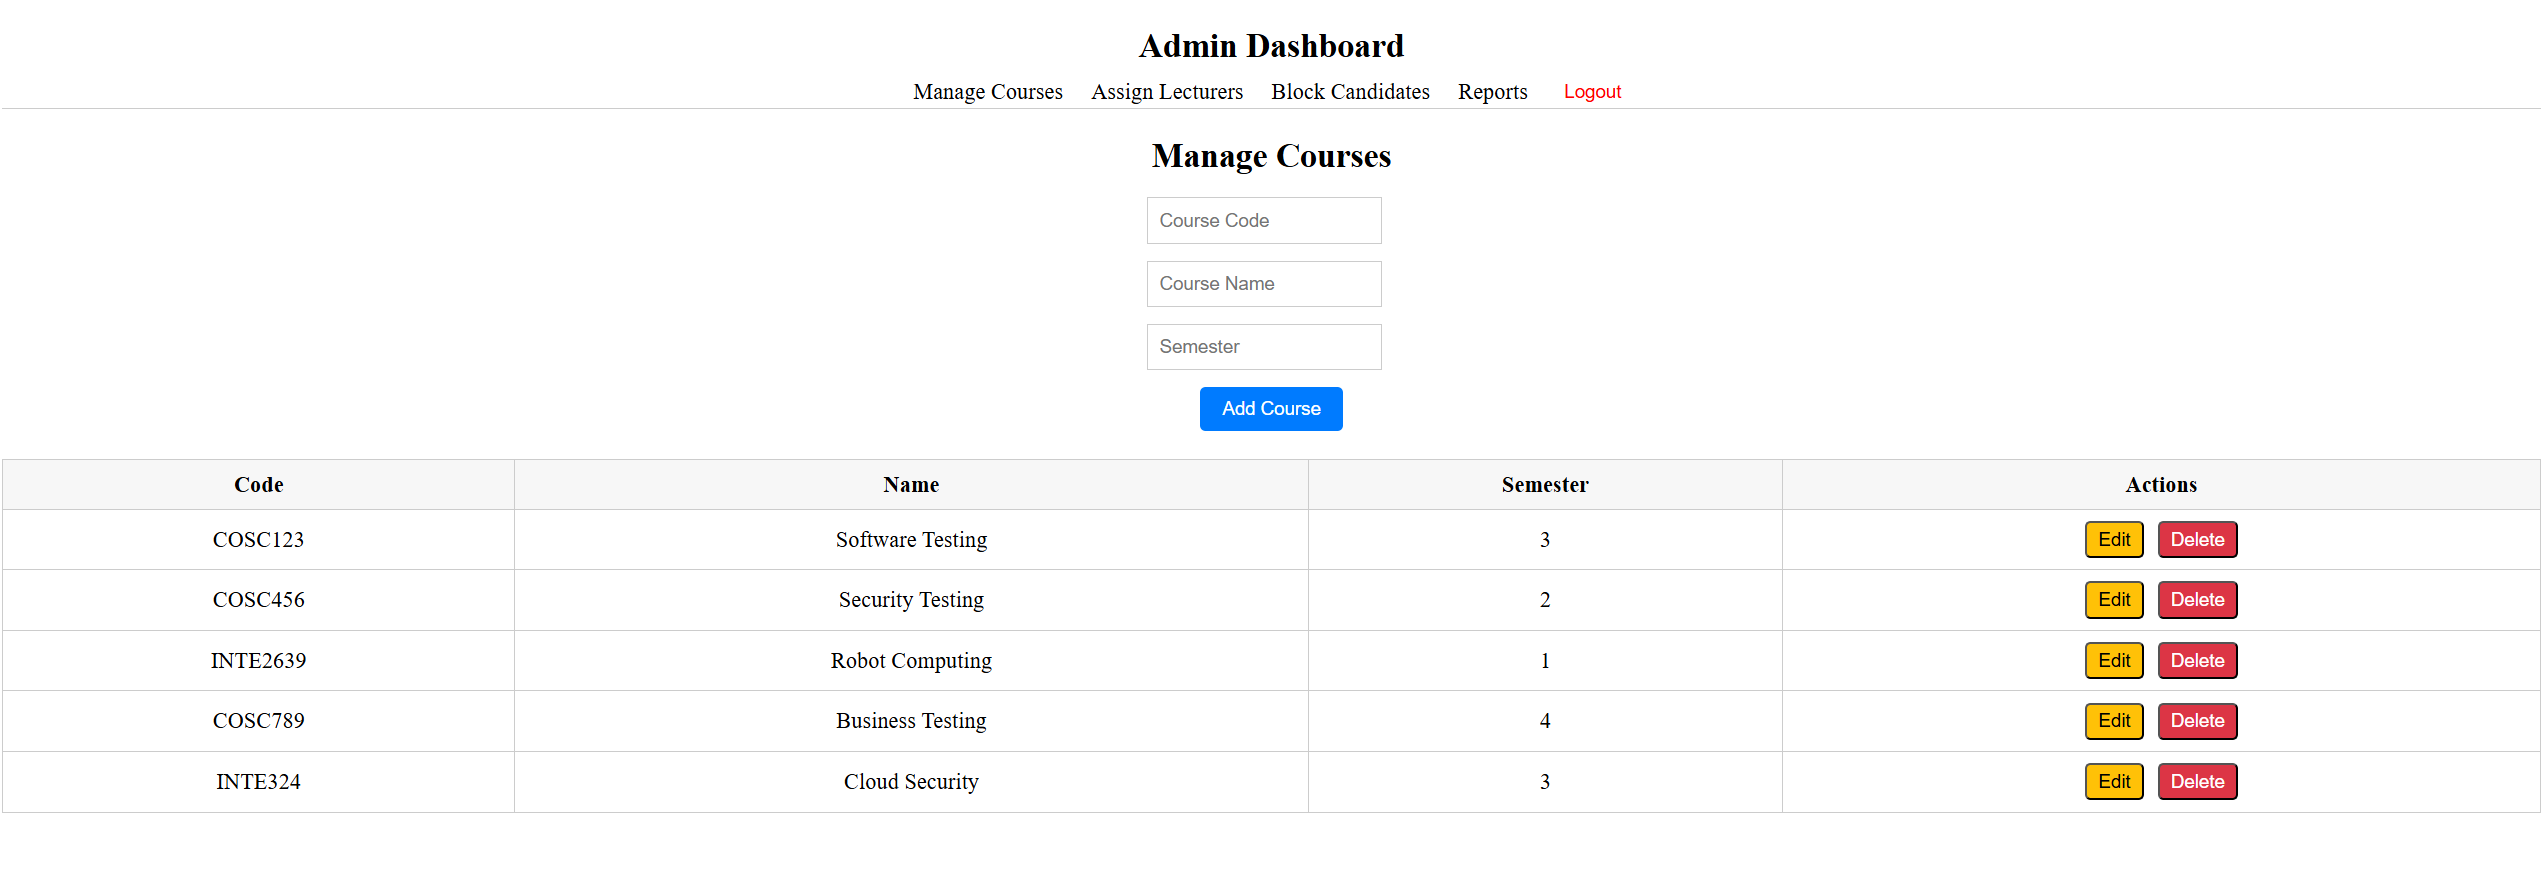 Admin Dashboard
Manage Courses Assign Lecturers Block Candidates Reports Logout
Manage Courses
Course Code
Course Name
Semester
Add Course
Code Name Semester Actions
COSC123 Software Testing 3 Edit Delete
COSC456 Security Testing 2 Edit Delete
INTE2639 Robot Computing 1 Edit Delete
COSC789 Business Testing 4 Edit Delete
INTE324 Cloud Security 3 Edit Delete